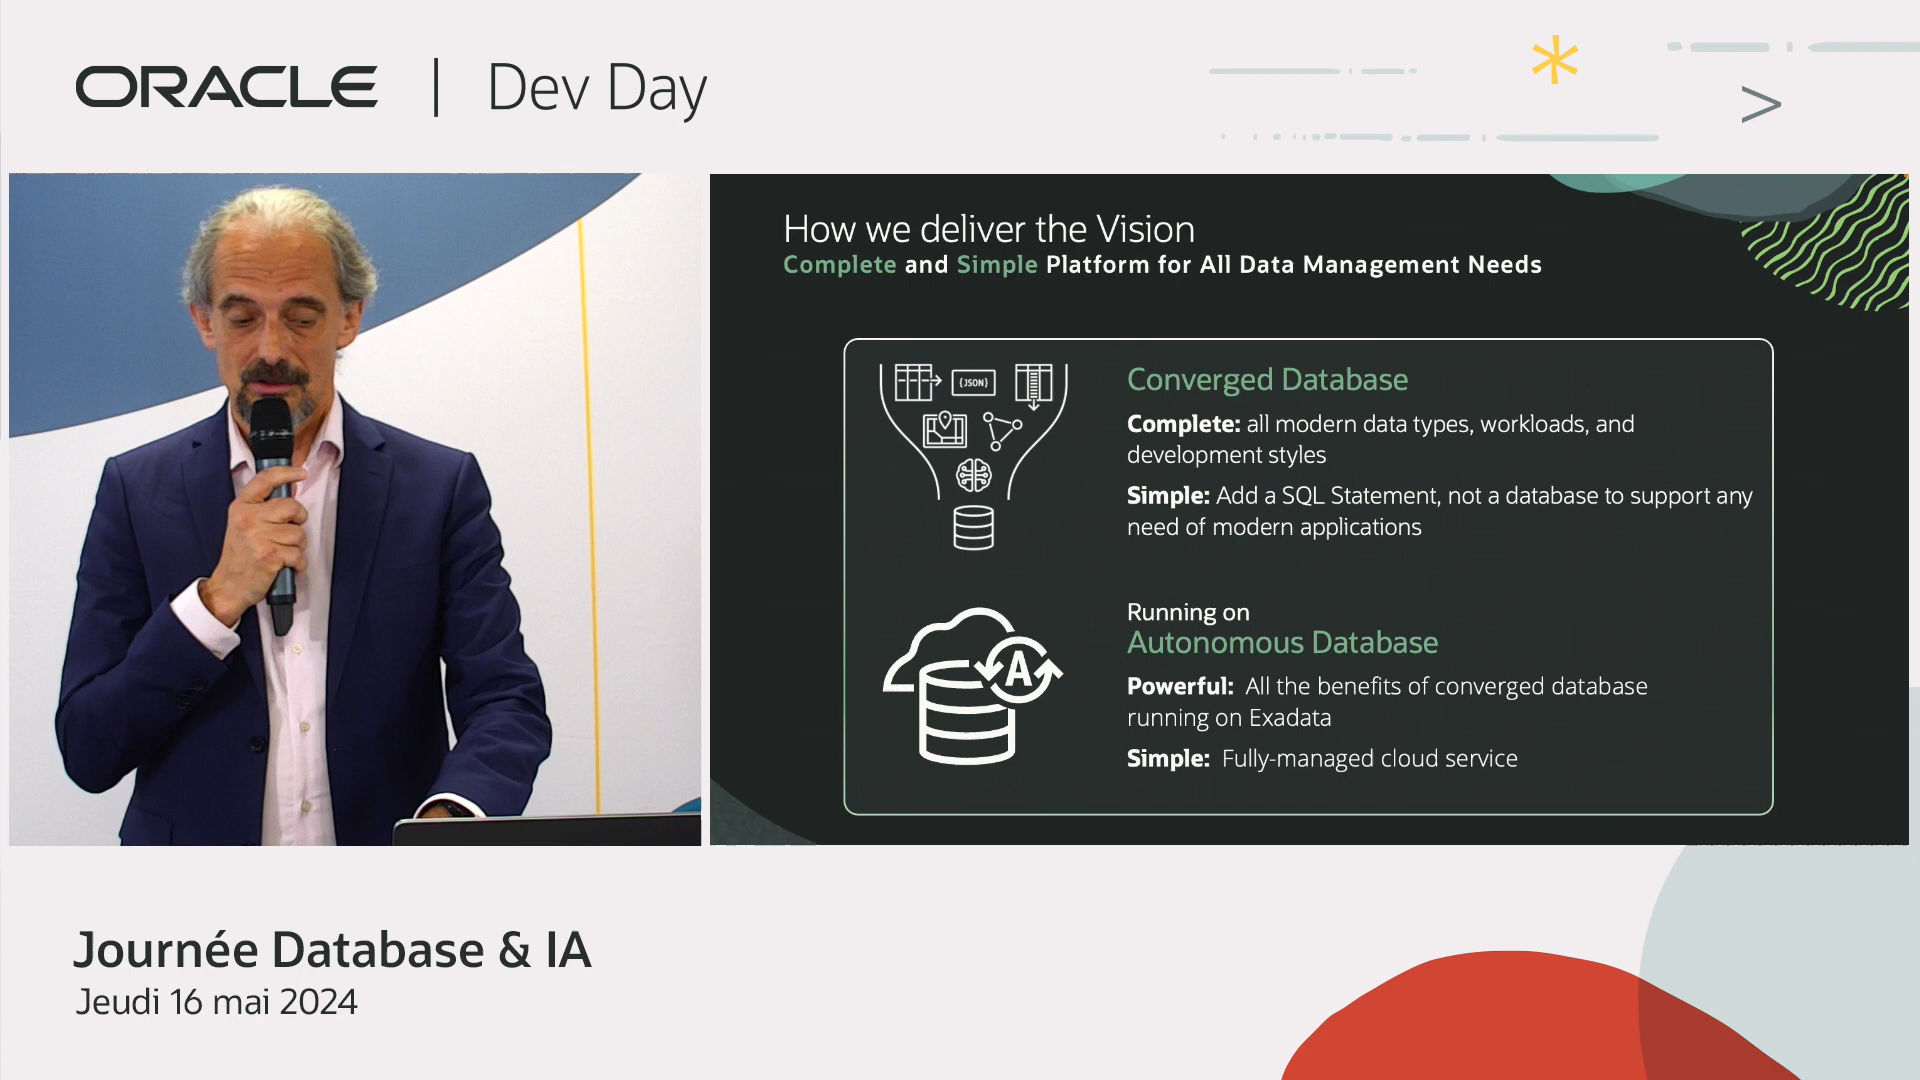 ORACLE | Dev Day
How we deliver the Vision
Complete and Simple Platform for All Data Management Needs
{JSON}
Converged Database
Complete: all modern data types, workloads, and
development styles
Simple: Add a SQL Statement, not a database to support any
need of modern applications
A
Running on
Autonomous Database
Powerful: All the benefits of converged database
running on Exadata
Simple: Fully-managed cloud service
Journée Database & IA
Jeudi 16 mai 2024